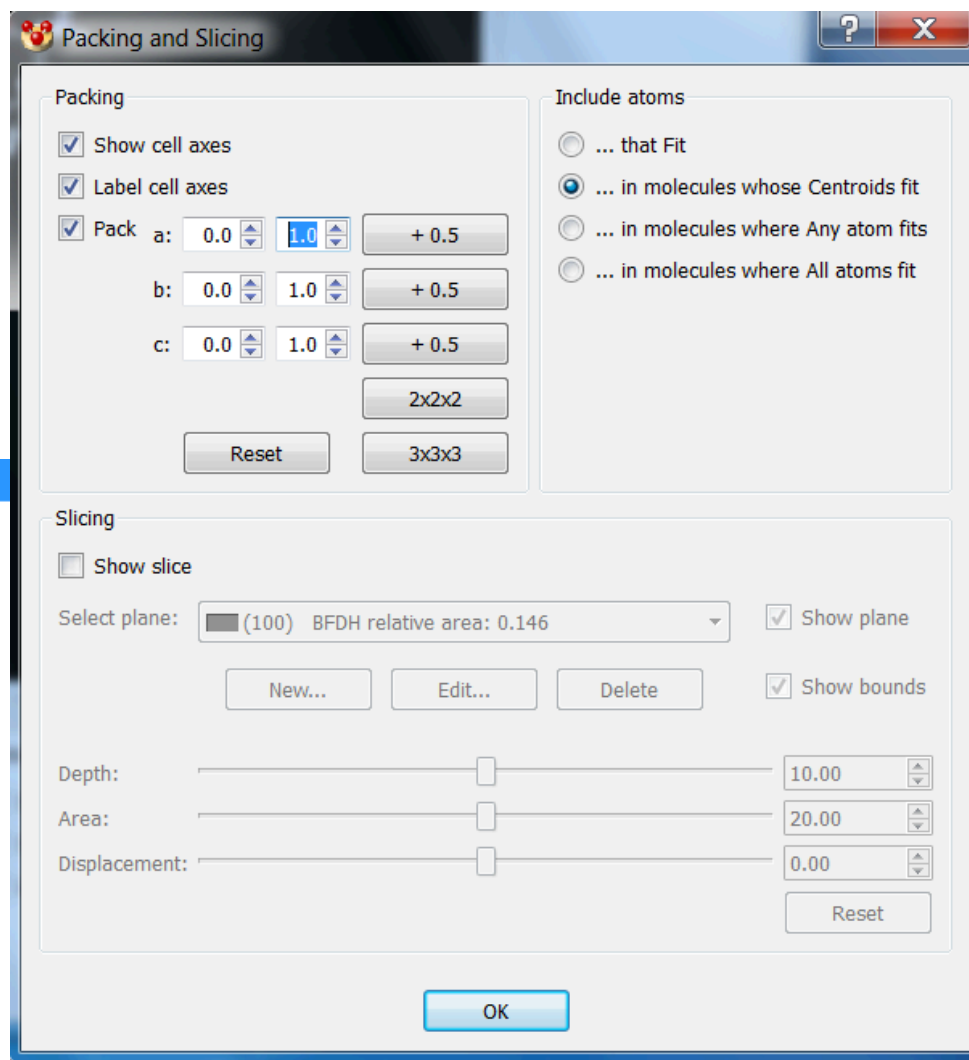 Packing and Slicing
?
X
Packing
Show cell axes
Label cell axes
Pack a: 0.0 1.0 + 0.5
b: 0.0 1.0 + 0.5
c: 0.0 1.0 + 0.5
2x2x2
Reset 3x3x3
Include atoms
... that Fit
... in molecules whose Centroids fit
... in molecules where Any atom fits
... in molecules where All atoms fit
Slicing
Show slice
Select plane: (100) BFDH relative area: 0.146 Show plane
New... Edit... Delete Show bounds
Depth: 10.00
Area: 20.00
Displacement: 0.00
Reset
OK